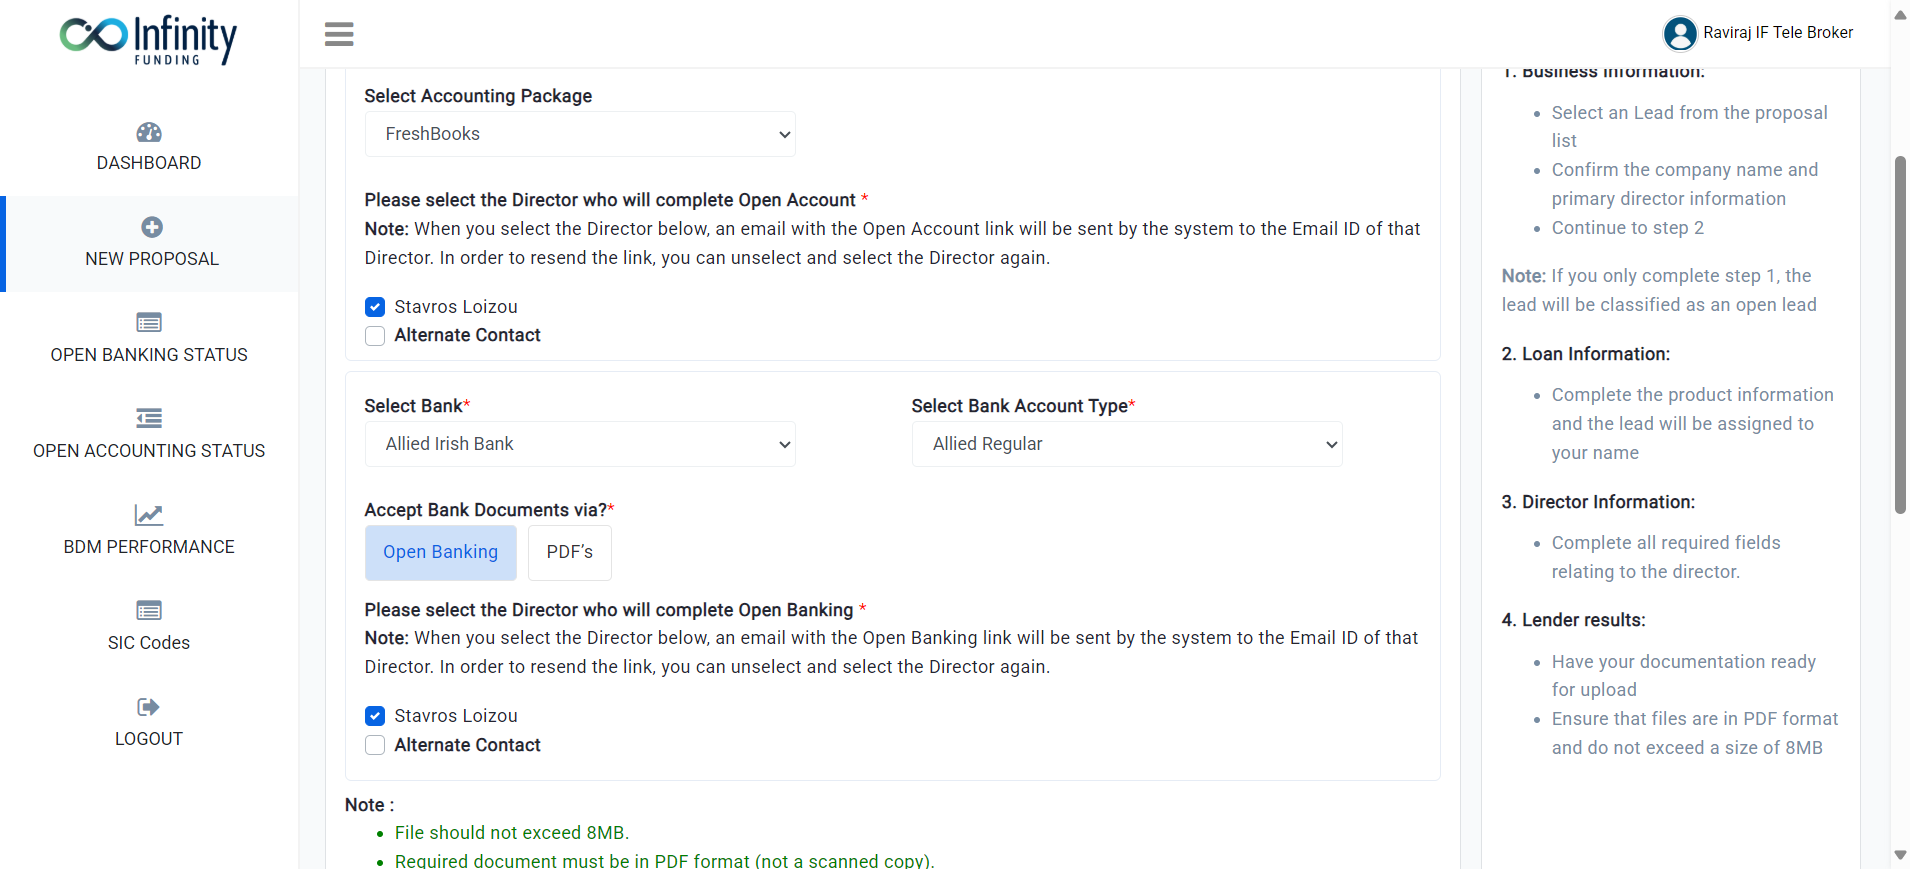 Infinity
FUNDING
Raviraj IF Tele Broker
DASHBOARD
NEW PROPOSAL
OPEN BANKING STATUS
OPEN ACCOUNTING STATUS
BDM PERFORMANCE
SIC Codes
LOGOUT
Select Accounting Package
FreshBooks
Please select the Director who will complete Open Account *
Note: When you select the Director below, an email with the Open Account link will be sent by the system to the Email ID of that
Director. In order to resend the link, you can unselect and select the Director again.
Stavros Loizou
Alternate Contact
Select Bank*
Allied Irish Bank
Select Bank Account Type*
Allied Regular
Accept Bank Documents via?*
Open Banking
PDF’s
Please select the Director who will complete Open Banking *
Note: When you select the Director below, an email with the Open Banking link will be sent by the system to the Email ID of that
Director. In order to resend the link, you can unselect and select the Director again.
Stavros Loizou
Alternate Contact
Note :
File should not exceed 8MB.
Required document must be in PDF format (not a scanned copy).
1. Business Information:
Select an Lead from the proposal
list
Confirm the company name and
primary director information
Continue to step 2
Note: If you only complete step 1, the
lead will be classified as an open lead
2. Loan Information:
Complete the product information
and the lead will be assigned to
your name
3. Director Information:
Complete all required fields
relating to the director.
4. Lender results:
Have your documentation ready
for upload
Ensure that files are in PDF format
and do not exceed a size of 8MB